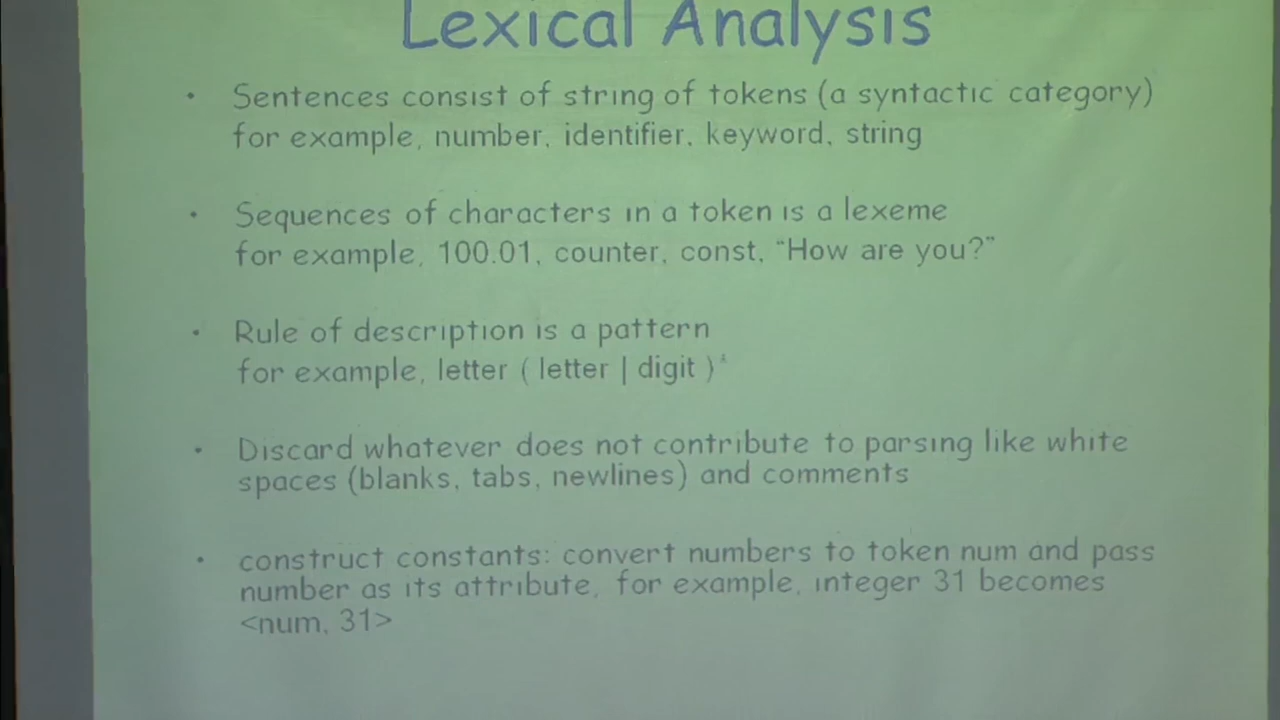 Lexical Analysis
• Sentences consist of string of tokens (a syntactic category)
for example, number, identifier, keyword, string
• Sequences of characters in a token is a lexeme
for example, 100.01, counter, const, "How are you?"
• Rule of description is a pattern
for example, letter ( letter | digit )*
• Discard whatever does not contribute to parsing like white
spaces (blanks, tabs, newlines) and comments
• construct constants: convert numbers to token num and pass
number as its attribute, for example, integer 31 becomes
<num, 31>